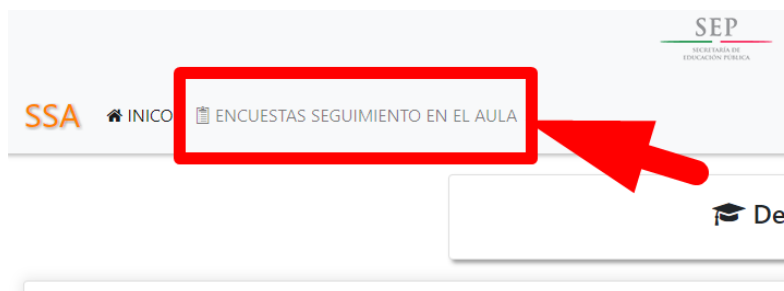 SEP
SECRETARÍA DE
EDUCACIÓN PÚBLICA
SSA INICO ENCUESTAS SEGUIMIENTO EN EL AULA
De